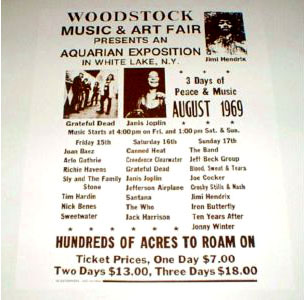 WOODSTOCK
MUSIC & ART FAIR
PRESENTS AN
AQUARIAN EXPOSITION
IN WHITE LAKE, N.Y.
Jimi Hendrix
3 Days of
Peace & Music
AUGUST 1969
Grateful Dead
Janis Joplin
Music Starts at 4:00pm on Fri. and 1:00pm Sat. & Sun.
Friday 15th Saturday 16th Sunday 17th
Joan Baez Canned Heat The Band
Arlo Guthrie Creedence Clearwater Jeff Beck Group
Richie Havens Grateful Dead Blood, Sweat & Tears
Sly and The Family Janis Joplin Joe Cocker
Stone Jefferson Airplane Crosby Stills & Nash
Tim Hardin Santana Jimi Hendrix
Nick Benes The Who Iron Butterfly
Sweetwater Jack Harrison Ten Years After
Jonny Winter
HUNDREDS OF ACRES TO ROAM ON
Ticket Prices, One Day $7.00
Two Days $13.00, Three Days $18.00